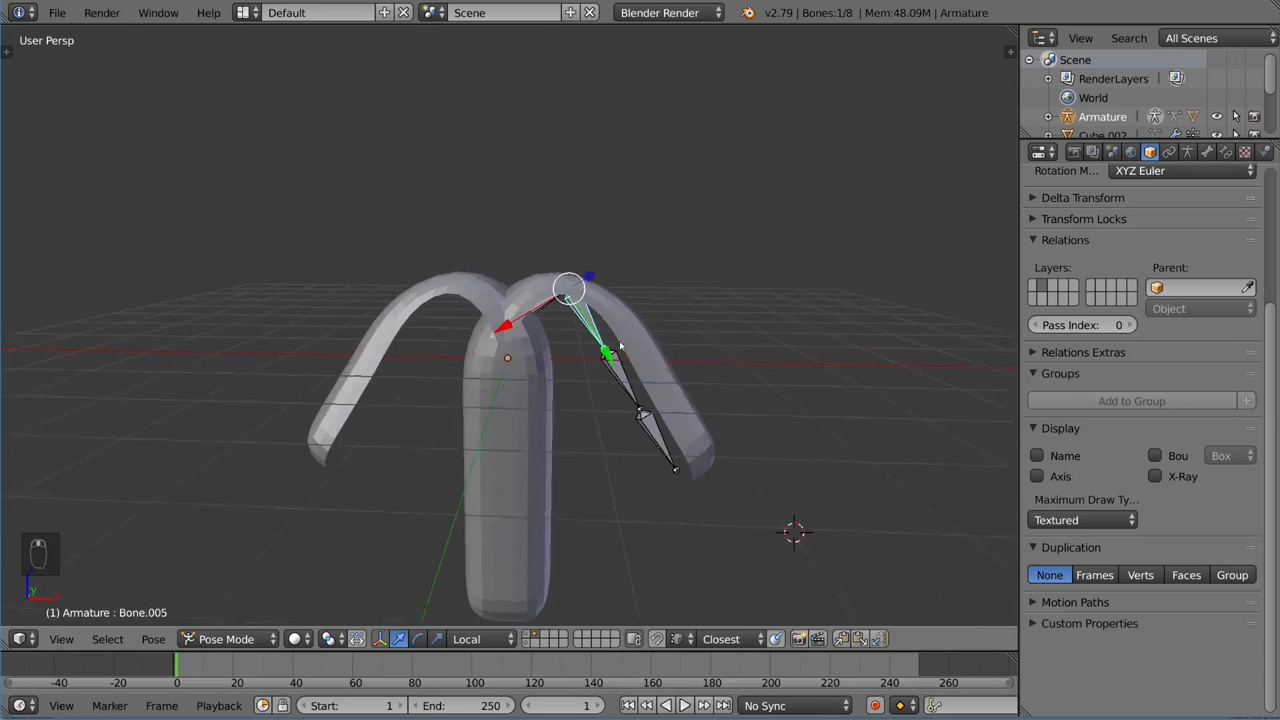 File Render Window Help Default Scene Blender Render v2.79 | Bones:1/8 | Mem:48.09M | Armature
User Persp
View Search All Scenes
Scene
RenderLayers
World
Armature
Cube.002
Rotation M... XYZ Euler
Delta Transform
Transform Locks
Relations
Layers: Parent:
Object
Pass Index: 0
Relations Extras
Groups
Add to Group
Display
Name Bou Box
Axis X-Ray
Maximum Draw Ty...
Textured
Duplication
None Frames Verts Faces Group
Motion Paths
Custom Properties
y x
(1) Armature : Bone.005
View Select Pose Pose Mode Local Closest
-40 -20 0 20 40 60 80 100 120 140 160 180 200 220 240 260
View Marker Frame Playback Start: 1 End: 250 1 No Sync